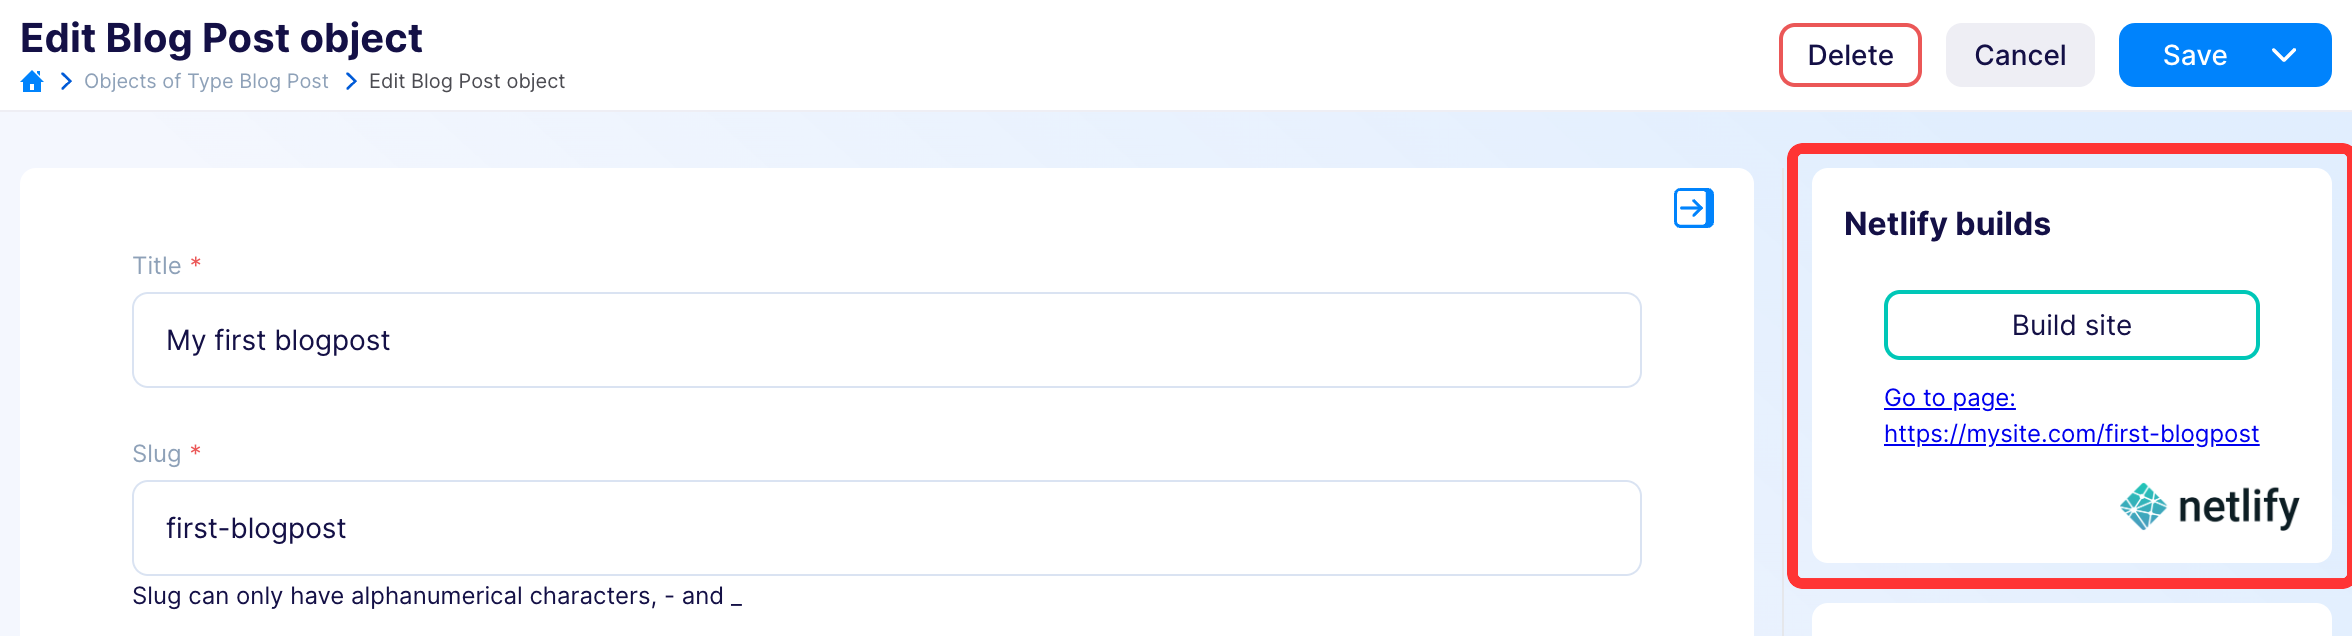 Edit Blog Post object
Objects of Type Blog Post Edit Blog Post object
Delete
Cancel
Save
Title *
My first blogpost
Slug *
first-blogpost
Slug can only have alphanumerical characters, - and _
Netlify builds
Build site
Go to page:
https://mysite.com/first-blogpost
netlify